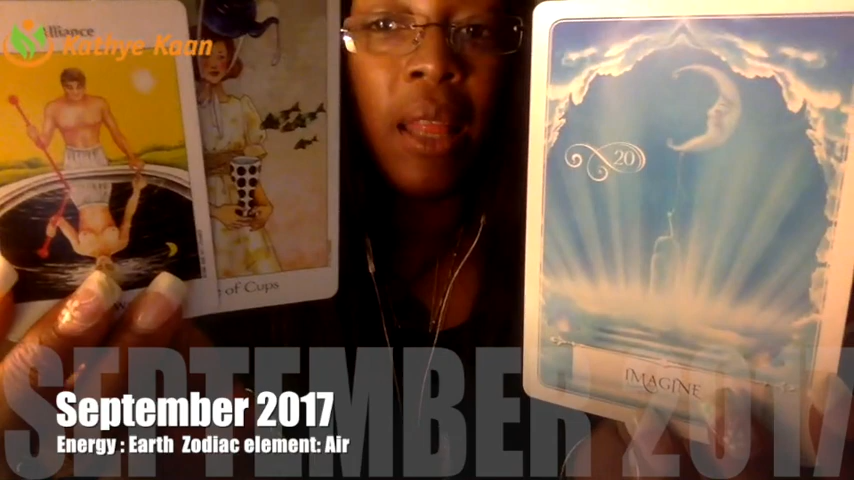 Alliance
Kathye Kaan
of Cups
20
IMAGINE
SEPTEMBER 2017
September 2017
Energy : Earth Zodiac element: Air